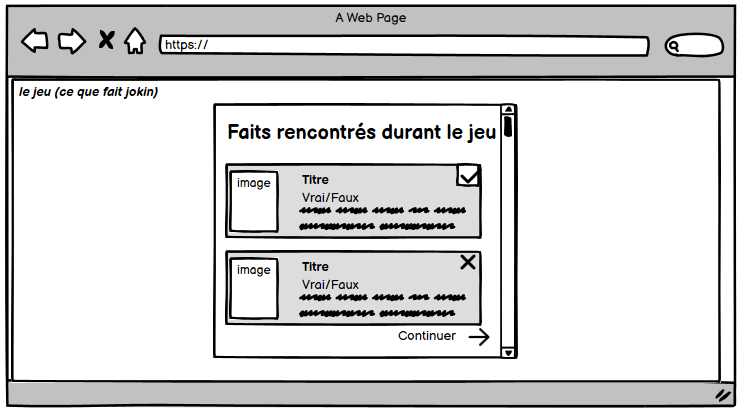 A Web Page
https://
le jeu (ce que fait jokin)
Faits rencontrés durant le jeu
image
Titre
Vrai/Faux
image
Titre
Vrai/Faux
Continuer